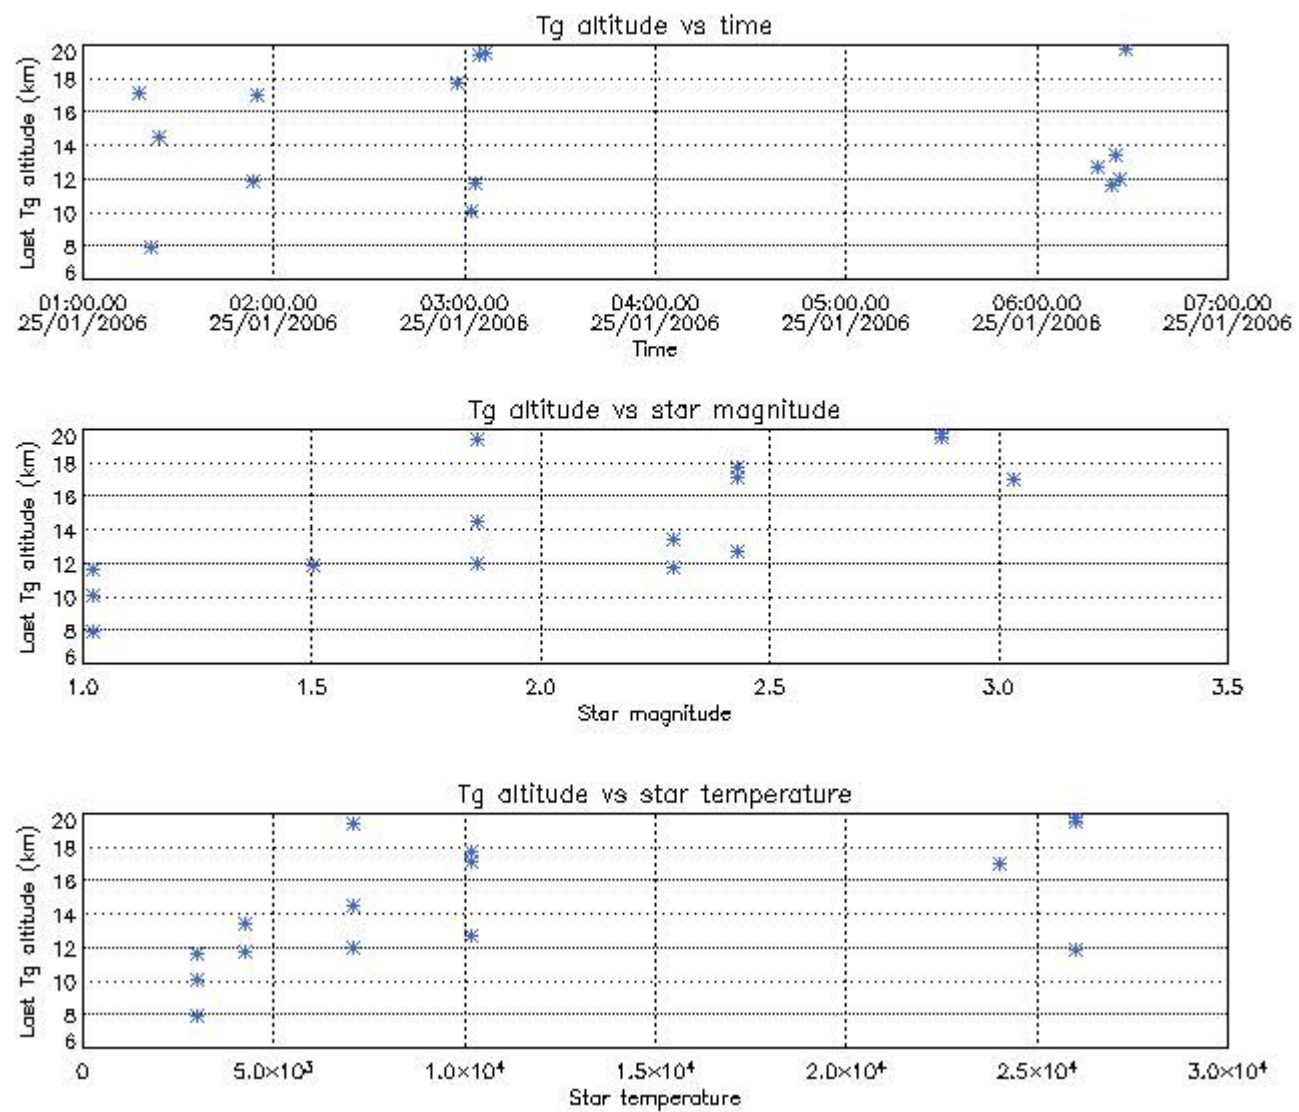 Tg altitude vs time
Last Tg altitude (km)
20
18
16
14
12
10
8
6
01:00.00 02:00.00 03:00.00 04:00.00 05:00.00 06:00.00 07:00.00
25/01/2006 25/01/2006 25/01/2006 25/01/2006 25/01/2006 25/01/2006 25/01/2006
Time
Tg altitude vs star magnitude
Last Tg altitude (km)
20
18
16
14
12
10
8
6
1.0 1.5 2.0 2.5 3.0 3.5
Star magnitude
Tg altitude vs star temperature
Last Tg altitude (km)
20
18
16
14
12
10
8
6
0 5.0×10³ 1.0×10⁴ 1.5×10⁴ 2.0×10⁴ 2.5×10⁴ 3.0×10⁴
Star temperature